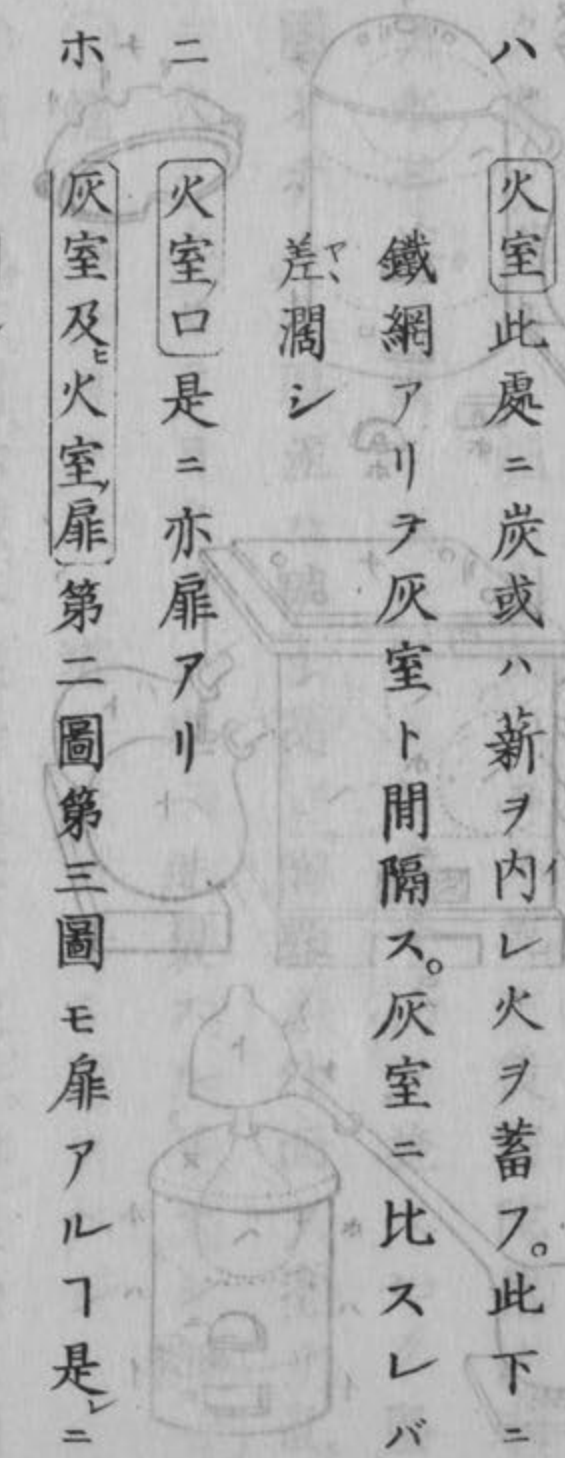 ハ 火室 此處ニ炭或ハ薪ヲ内レ火ヲ蓄フ。此下ニ
鐵網アリヲ灰室ト間隔ス。灰室ニ比スレバ
差濶シ
ニ 火室口 是ニ亦扉アリ
ホ 灰室及ヒ火室ノ扉 第二圖第三圖モ扉アルヿ是レニ